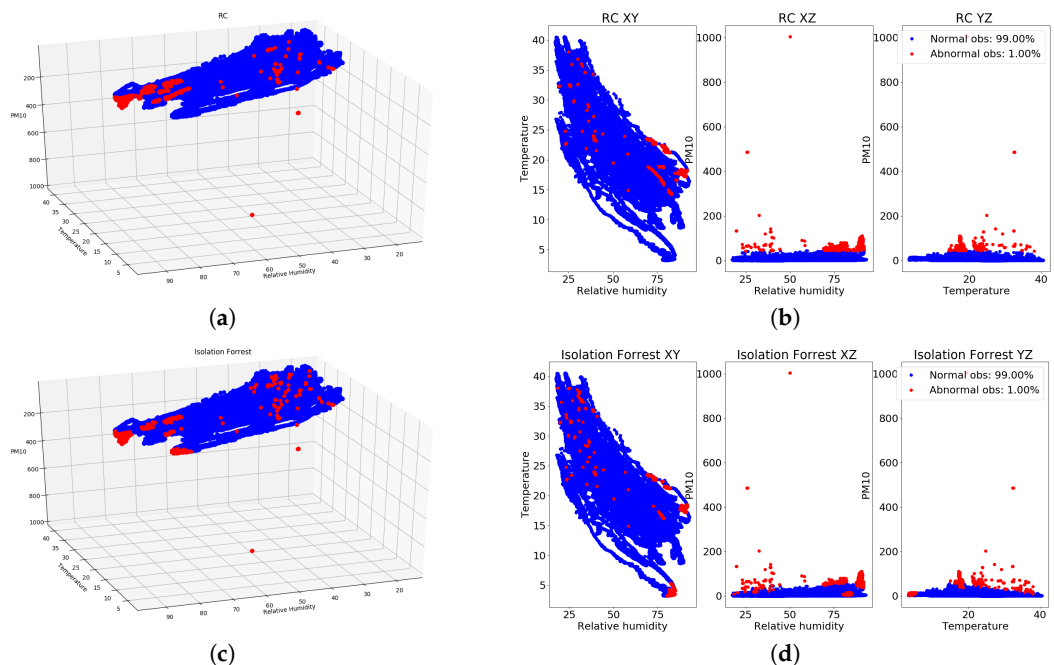 RC
200
400
PM10
600
800
1000
40
35
30
25
20
15
10
5
Temperature
90
80
70
60
50
40
30
20
Relative Humidity
(a)
RC XY
40
35
30
25
20
15
10
5
Temperature
25 50 75
Relative humidity
RC XZ
1000
800
600
400
200
0
PM10
25 50 75
Relative humidity
RC YZ
Normal obs: 99.00%
Abnormal obs: 1.00%
1000
800
600
400
200
0
PM10
20 40
Temperature
(b)
Isolation Forrest
200
400
PM10
600
800
1000
40
35
30
25
20
15
10
5
Temperature
90
80
70
60
50
40
30
20
Relative Humidity
(c)
Isolation Forrest XY
40
35
30
25
20
15
10
5
Temperature
25 50 75
Relative humidity
Isolation Forrest XZ
1000
800
600
400
200
0
PM10
25 50 75
Relative humidity
Isolation Forrest YZ
Normal obs: 99.00%
Abnormal obs: 1.00%
1000
800
600
400
200
0
PM10
20 40
Temperature
(d)